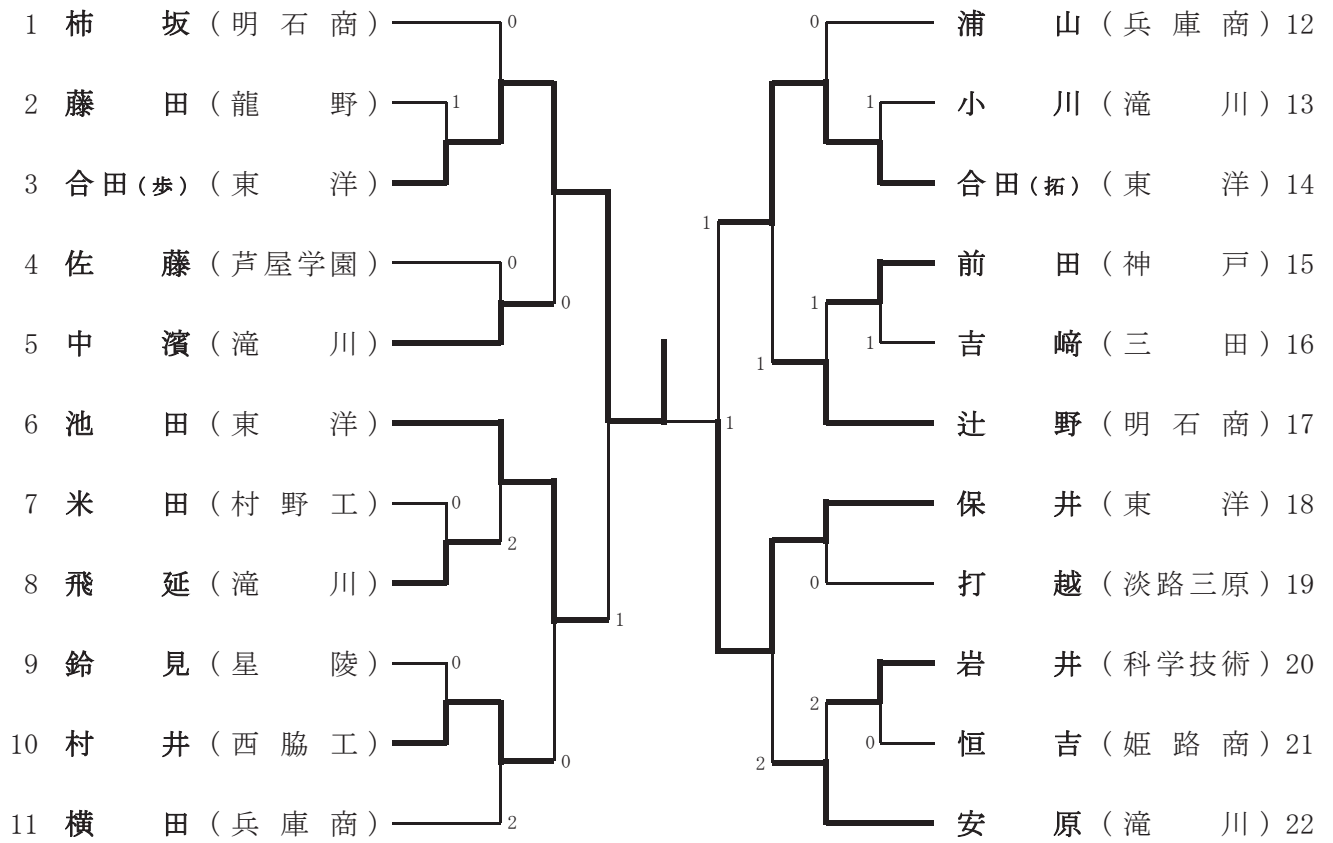 1 柿坂（明石商） 0
2 藤田（龍野） 1
3 合田（歩）（東洋）
4 佐藤（芦屋学園） 0
0
5 中濱（滝川）
6 池田（東洋）
7 米田（村野工） 0
2
8 飛延（滝川）
1
9 鈴見（星陵） 0
10 村井（西脇工）
0
11 横田（兵庫商） 2
0 浦山（兵庫商）12
1 小川（滝川）13
合田（拓）（東洋）14
1
前田（神戸）15
1
1 吉﨑（三田）16
1
辻野（明石商）17
1
保井（東洋）18
0 打越（淡路三原）19
岩井（科学技術）20
2
0 恒吉（姫路商）21
2
安原（滝川）22